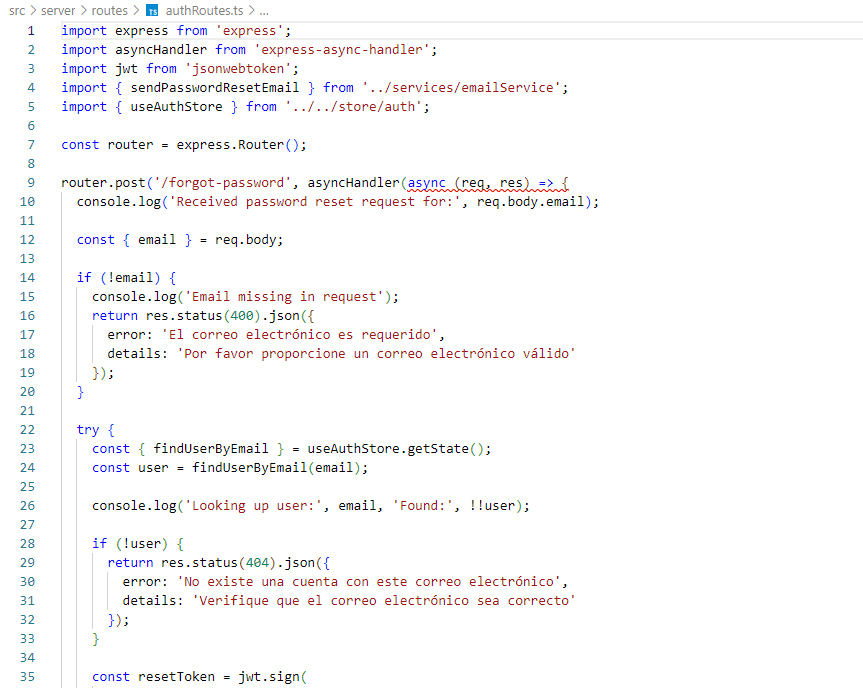 src > server > routes > TS authRoutes.ts > ...
1 import express from 'express';
2 import asyncHandler from 'express-async-handler';
3 import jwt from 'jsonwebtoken';
4 import { sendPasswordResetEmail } from '../services/emailService';
5 import { useAuthStore } from '../../store/auth';
6
7 const router = express.Router();
8
9 router.post('/forgot-password', asyncHandler(async (req, res) => {
10 console.log('Received password reset request for:', req.body.email);
11
12 const { email } = req.body;
13
14 if (!email) {
15 console.log('Email missing in request');
16 return res.status(400).json({
17 error: 'El correo electrónico es requerido',
18 details: 'Por favor proporcione un correo electrónico válido'
19 });
20 }
21
22 try {
23 const { findUserByEmail } = useAuthStore.getState();
24 const user = findUserByEmail(email);
25
26 console.log('Looking up user:', email, 'Found:', !!user);
27
28 if (!user) {
29 return res.status(404).json({
30 error: 'No existe una cuenta con este correo electrónico',
31 details: 'Verifique que el correo electrónico sea correcto'
32 });
33 }
34
35 const resetToken = jwt.sign(